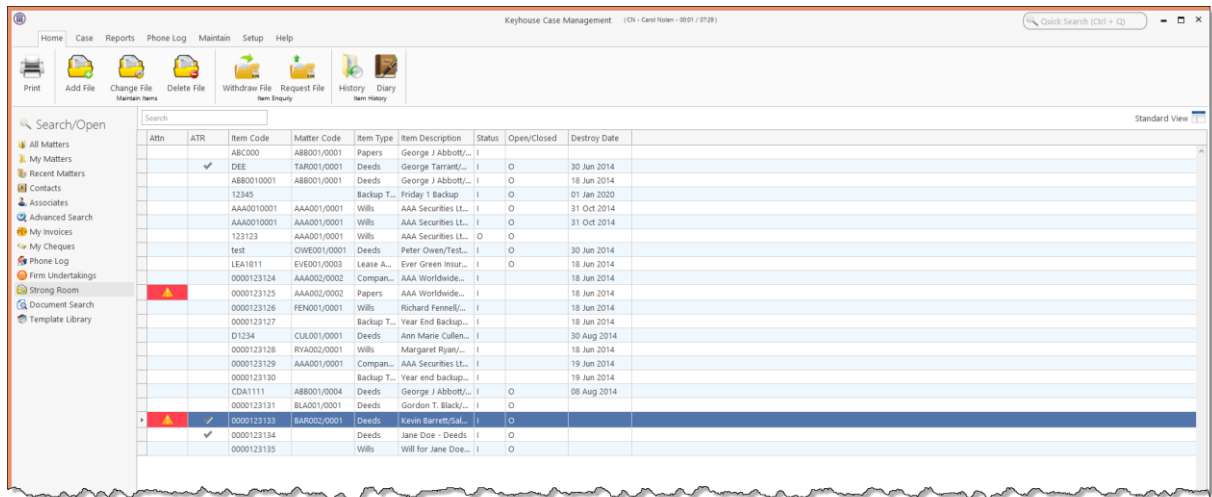 Keyhouse Case Management (CN - Carol Nolan - 00:01 / 07:29)
Quick Search (Ctrl + Q)
Home Case Reports Phone Log Maintain Setup Help
Print Add File Change File Delete File Withdraw File Request File History Diary
Maintain Items Item Enqury Item History
Search/Open
All Matters
My Matters
Recent Matters
Contacts
Associates
Advanced Search
My Invoices
My Cheques
Phone Log
Firm Undertakings
Strong Room
Document Search
Template Library
Search
Standard View
Attn ATR Item Code Matter Code Item Type Item Description Status Open/Closed Destroy Date
ABC000 ABB001/0001 Papers George J Abbott/... I
DEE TAR001/0001 Deeds George Tarrant/... I O 30 Jun 2014
ABB0010001 ABB001/0001 Deeds George J Abbott/... I O 18 Jun 2014
12345 Backup T... Friday 1 Backup I O 01 Jan 2020
AAA0010001 AAA001/0001 Wills AAA Securities Lt... I O 31 Oct 2014
AAA0010001 AAA001/0001 Wills AAA Securities Lt... I O 31 Oct 2014
123123 AAA001/0001 Wills AAA Securities Lt... O O
test OWE001/0001 Deeds Peter Owen/Test... I O 30 Jun 2014
LEA1811 EVE001/0003 Lease A... Ever Green Insur... I O 18 Jun 2014
0000123124 AAA002/0002 Compan... AAA Worldwide... I 18 Jun 2014
0000123125 AAA002/0002 Papers AAA Worldwide... I 18 Jun 2014
0000123126 FEN001/0001 Wills Richard Fennell/... I 18 Jun 2014
0000123127 Backup T... Year End Backup... I 18 Jun 2014
D1234 CUL001/0001 Deeds Ann Marie Cullen... I 30 Aug 2014
0000123128 RYA002/0001 Wills Margaret Ryan/... I 18 Jun 2014
0000123129 AAA001/0001 Compan... AAA Securities Lt... I 19 Jun 2014
0000123130 Backup T... Year end backup... I 19 Jun 2014
CDA1111 ABB001/0004 Deeds George J Abbott/... I O 08 Aug 2014
0000123131 BLA001/0001 Deeds Gordon T. Black/... I O
0000123133 BAR002/0001 Deeds Kevin Barrett/Sal... I O
0000123134 Deeds Jane Doe - Deeds I O
0000123135 Wills Will for Jane Doe... I O